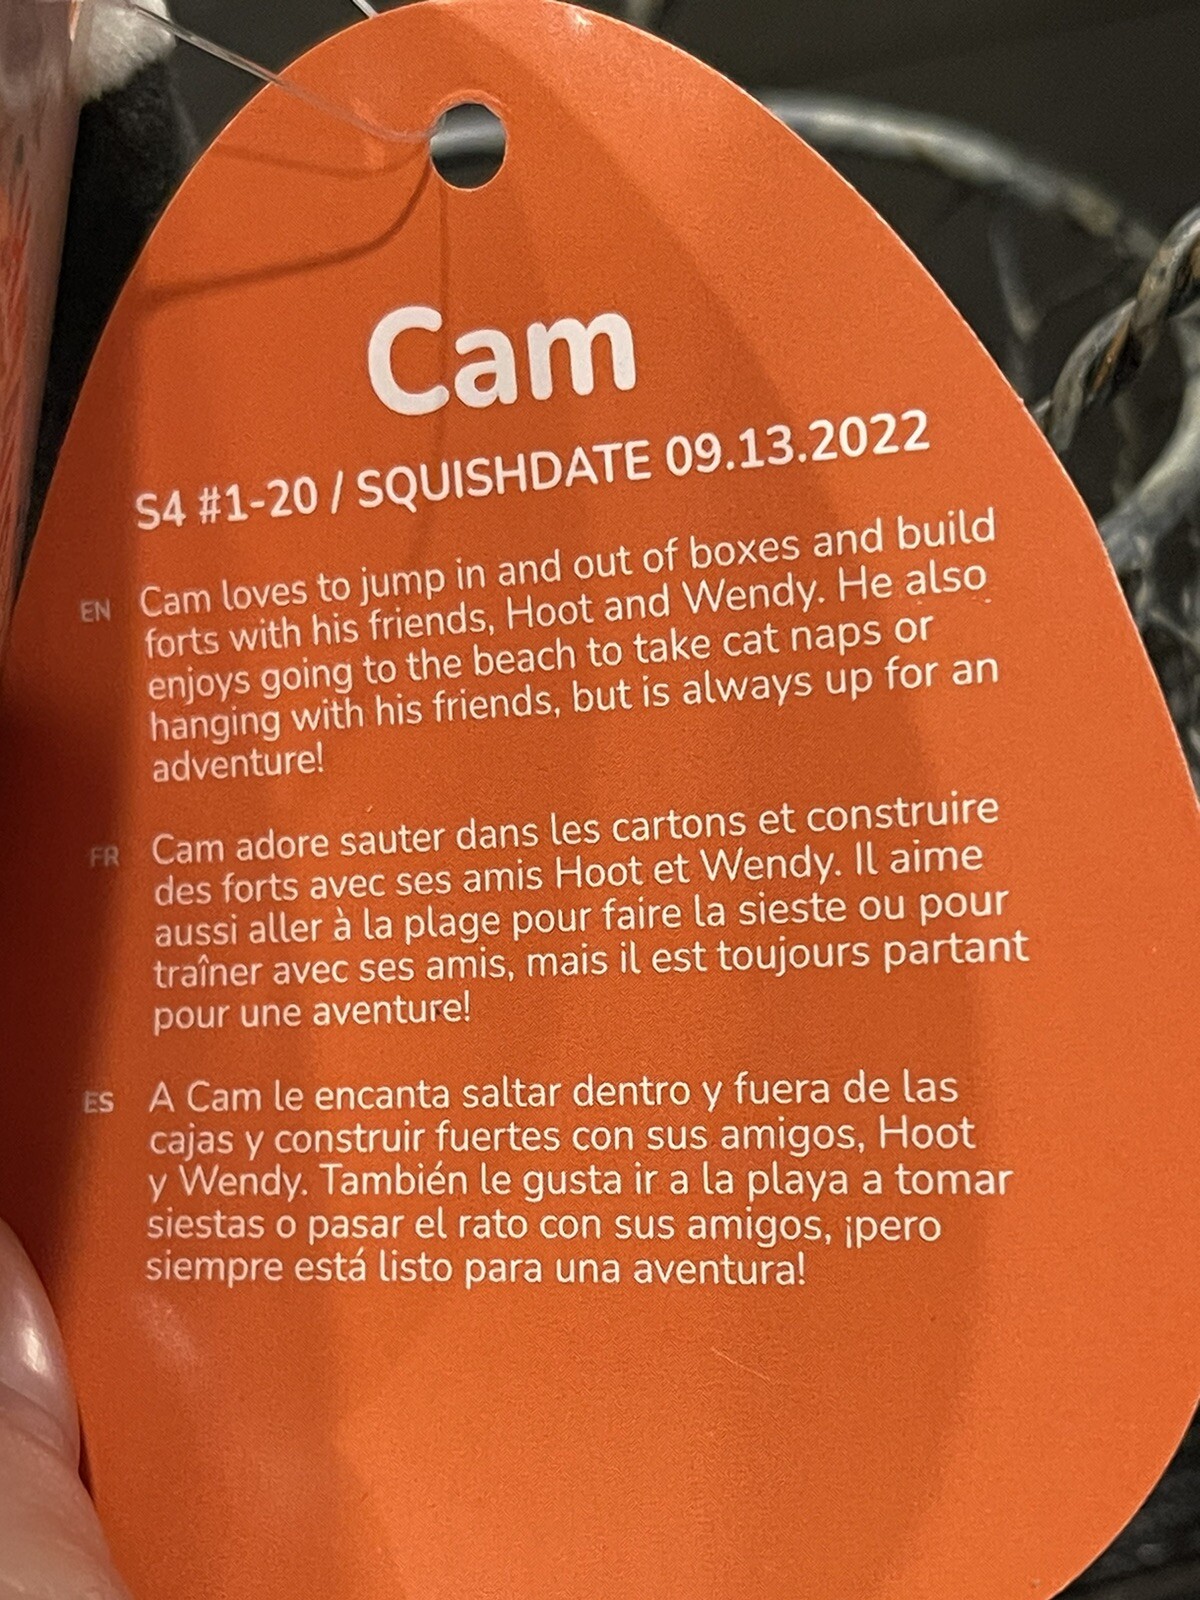 Cam
S4 #1-20 / SQUISHDATE 09.13.2022
EN
Cam loves to jump in and out of boxes and build
forts with his friends, Hoot and Wendy. He also
enjoys going to the beach to take cat naps or
hanging with his friends, but is always up for an
adventure!
FR
Cam adore sauter dans les cartons et construire
des forts avec ses amis Hoot et Wendy. Il aime
aussi aller à la plage pour faire la sieste ou pour
traîner avec ses amis, mais il est toujours partant
pour une aventure!
ES
A Cam le encanta saltar dentro y fuera de las
cajas y construir fuertes con sus amigos, Hoot
y Wendy. También le gusta ir a la playa a tomar
siestas o pasar el rato con sus amigos, ¡pero
siempre está listo para una aventura!